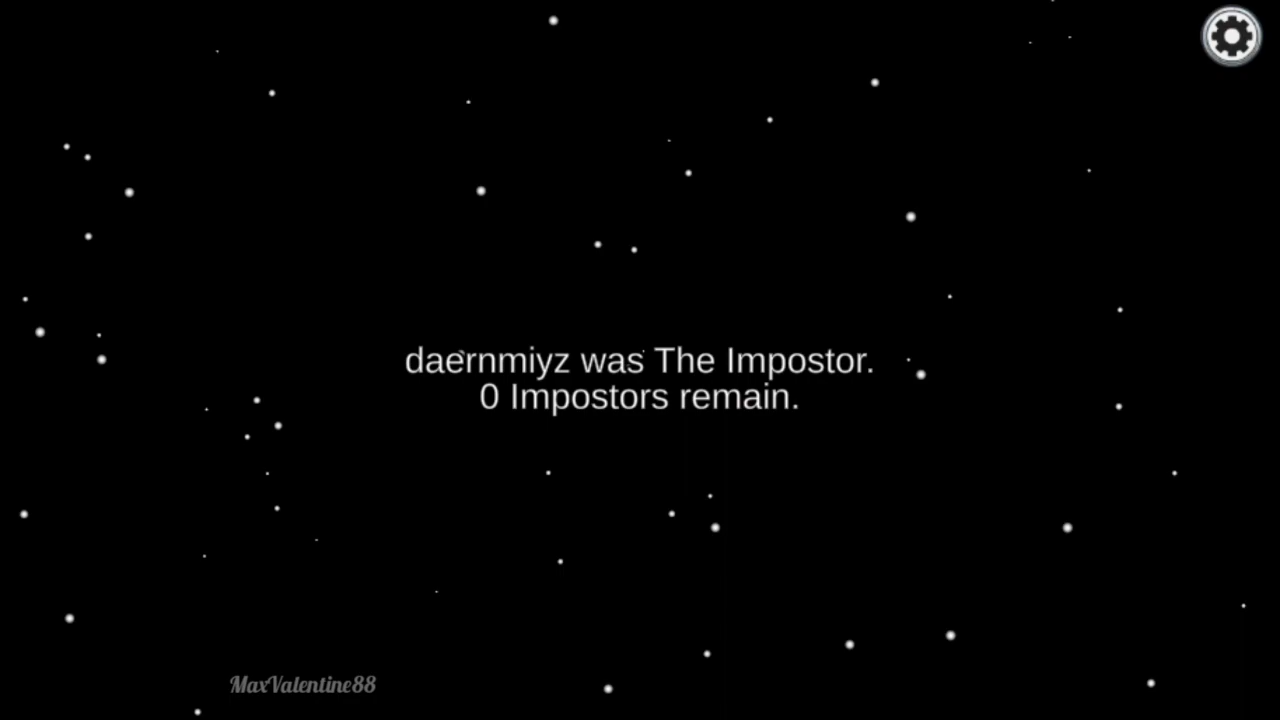 daernmiyz was The Impostor.
0 Impostors remain.
MaxValentine88